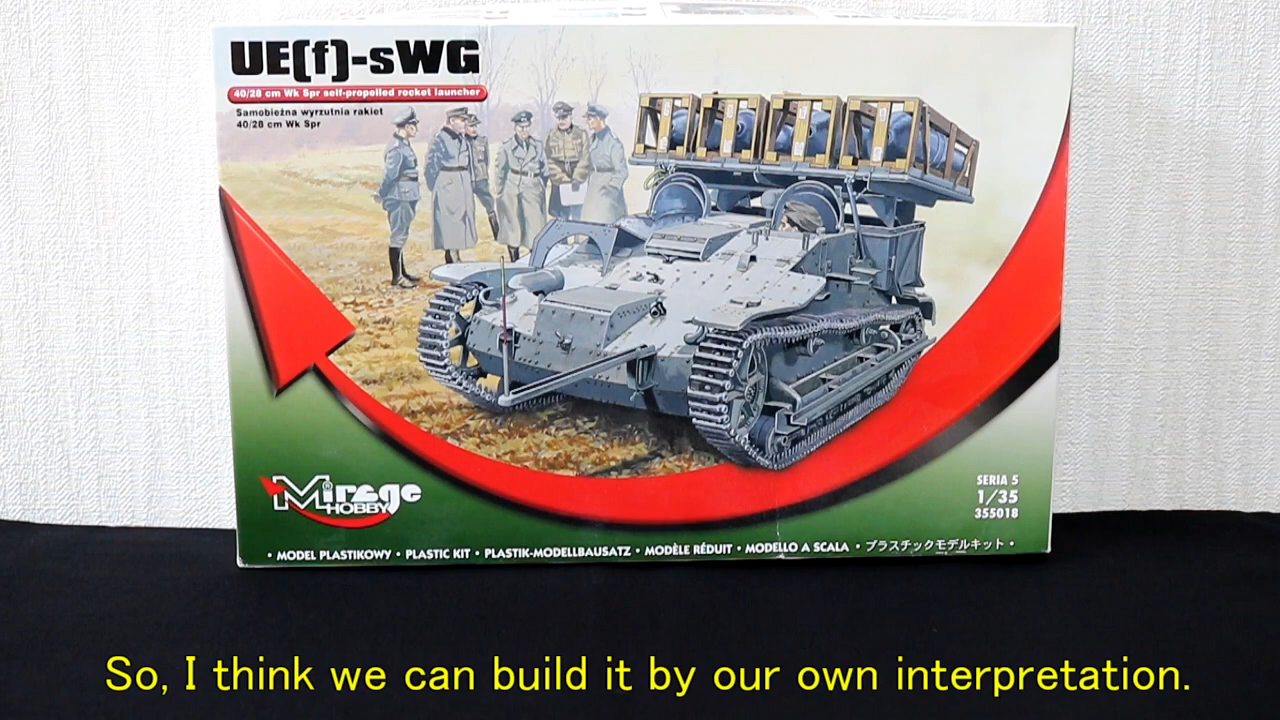 UE(f)-sWG
40/28 cm Wk Spr self-propelled rocket launcher
Samobieżna wyrzutnia rakiet
40/28 cm Wk Spr
Mirage
HOBBY
SERIA 5
1/35
355018
• MODEL PLASTIKOWY • PLASTIC KIT • PLASTIK-MODELLBAUSATZ • MODÈLE RÉDUIT • MODELLO A SCALA • プラスチックモデルキット •
So, I think we can build it by our own interpretation.